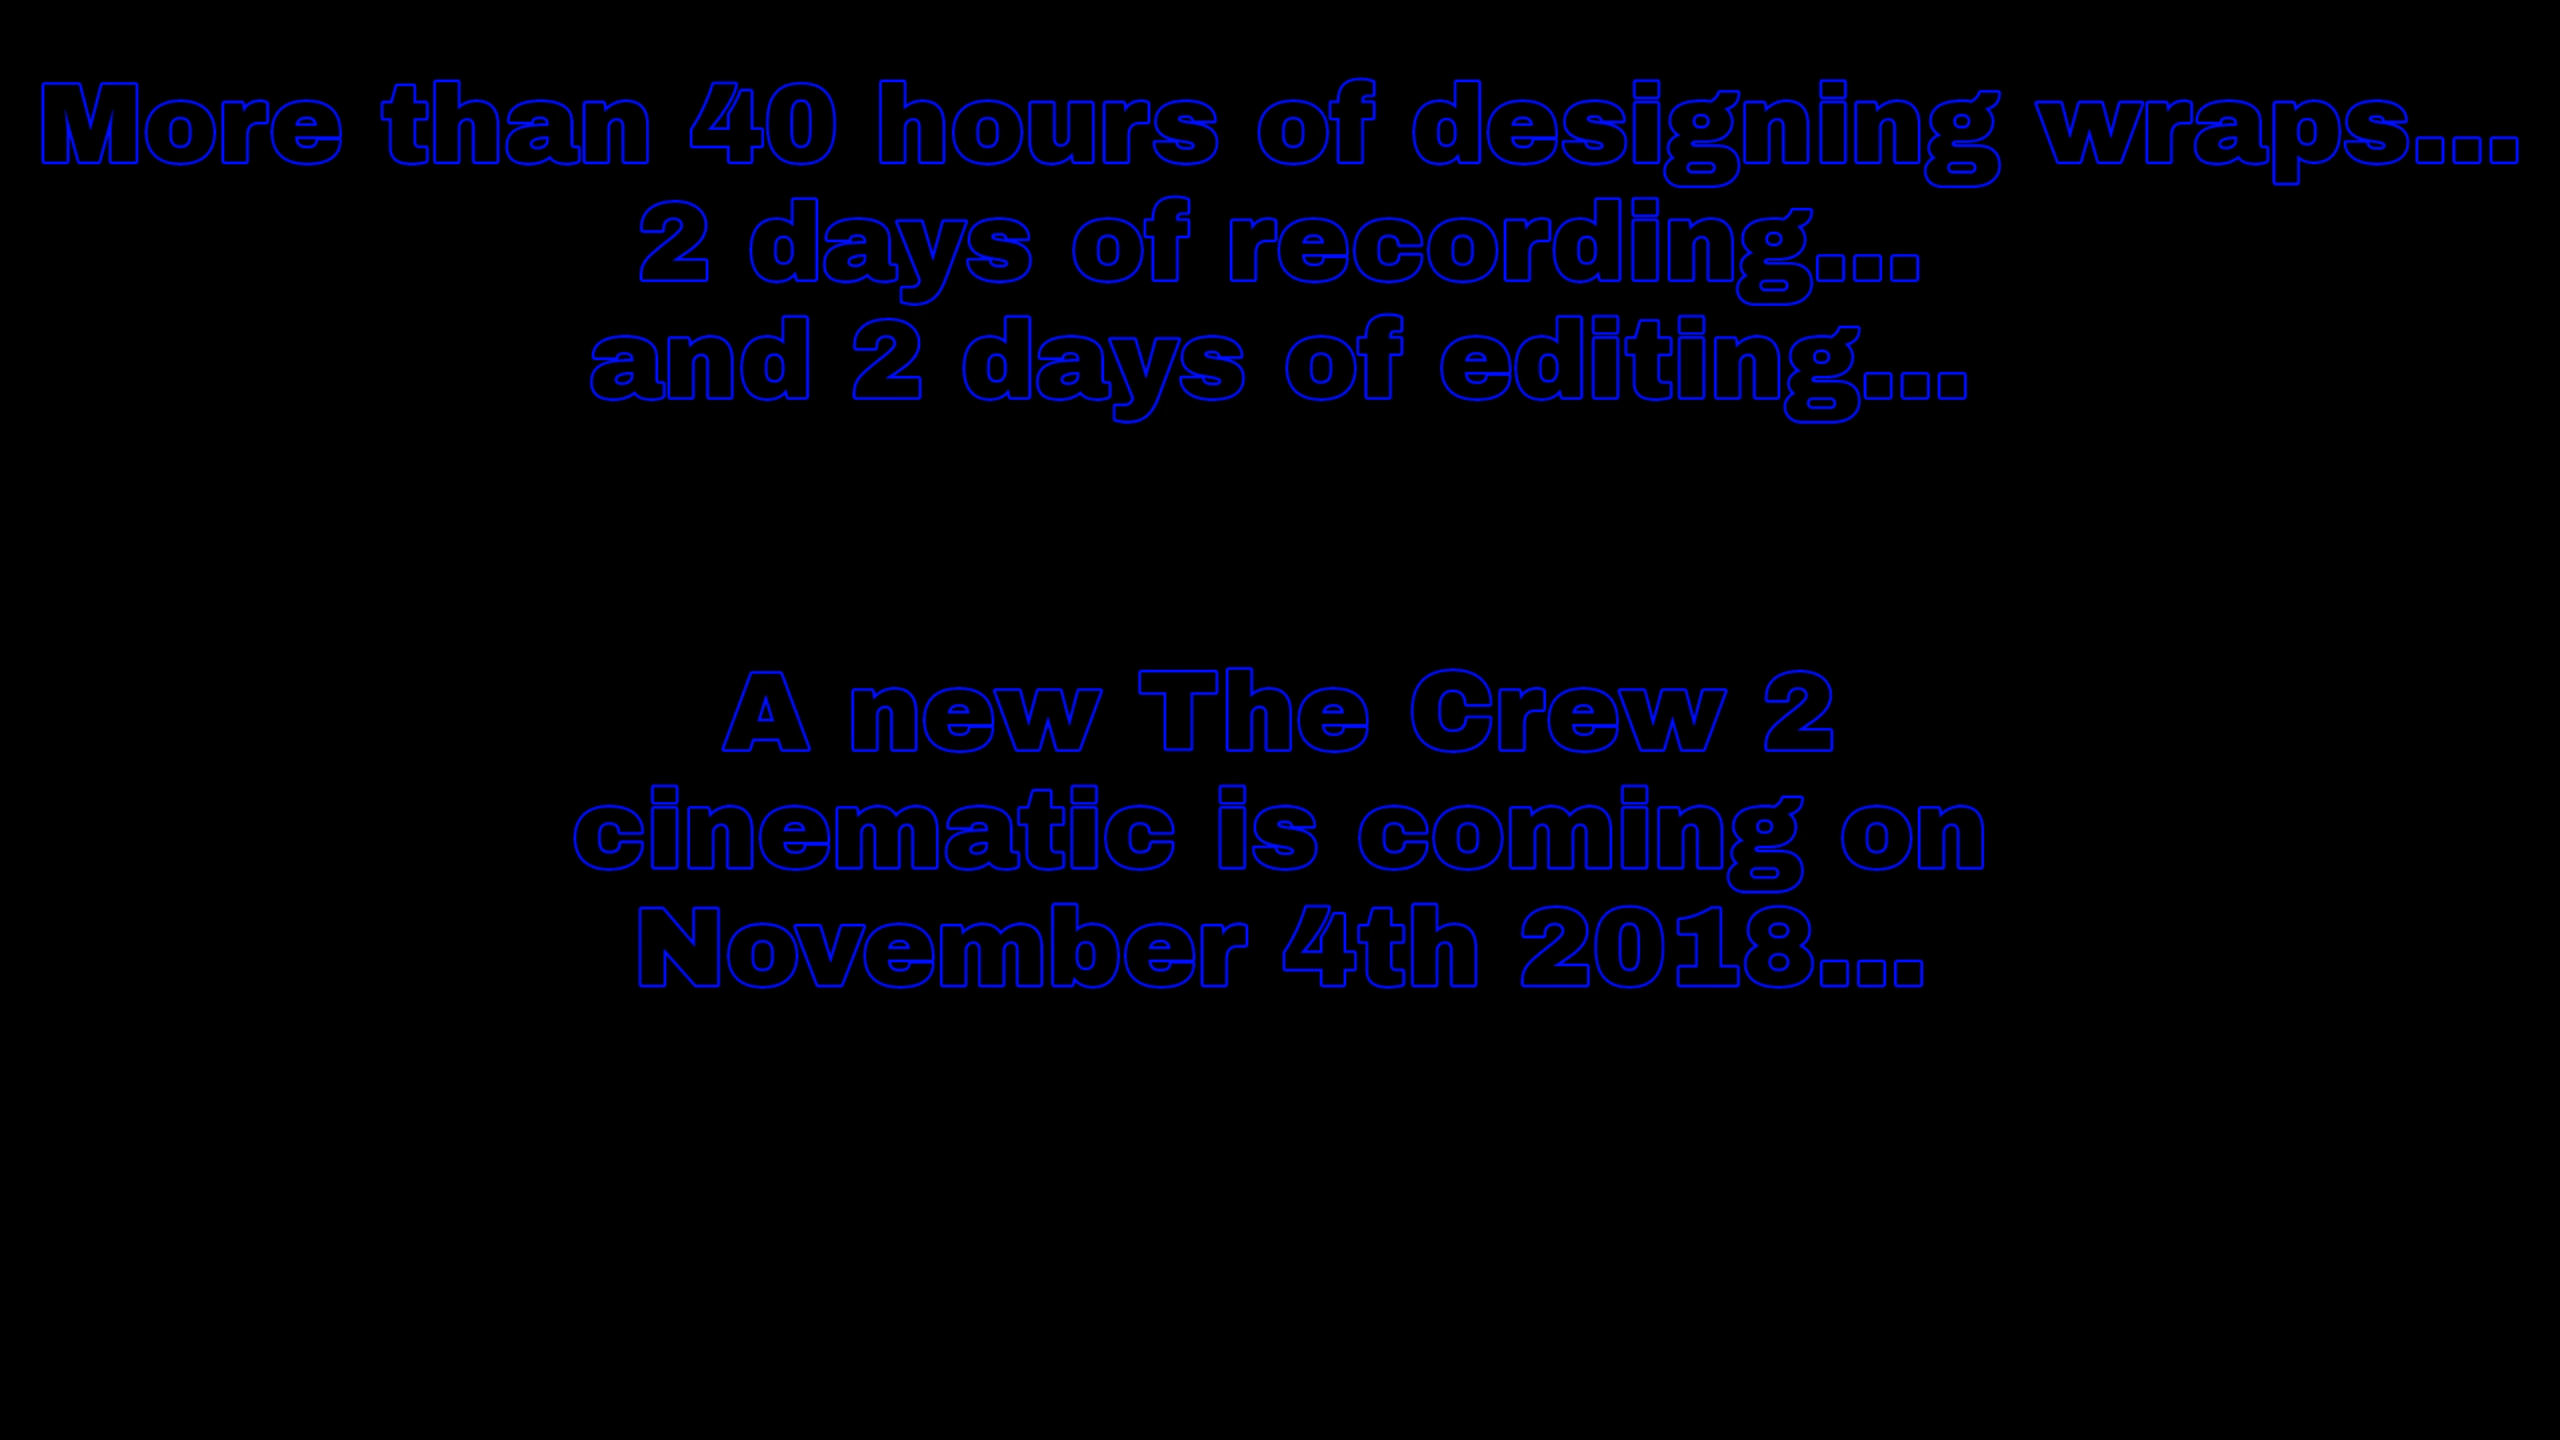 More than 40 hours of designing wraps...
2 days of recording...
and 2 days of editing...
A new The Crew 2
cinematic is coming on
November 4th 2018...